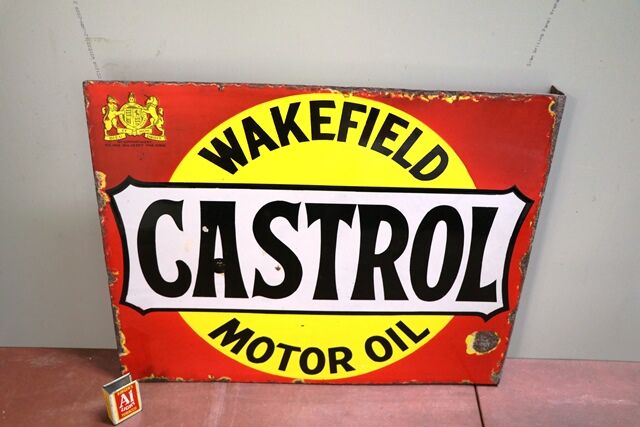 WAKEFIELD
CASTROL
MOTOR OIL
A1